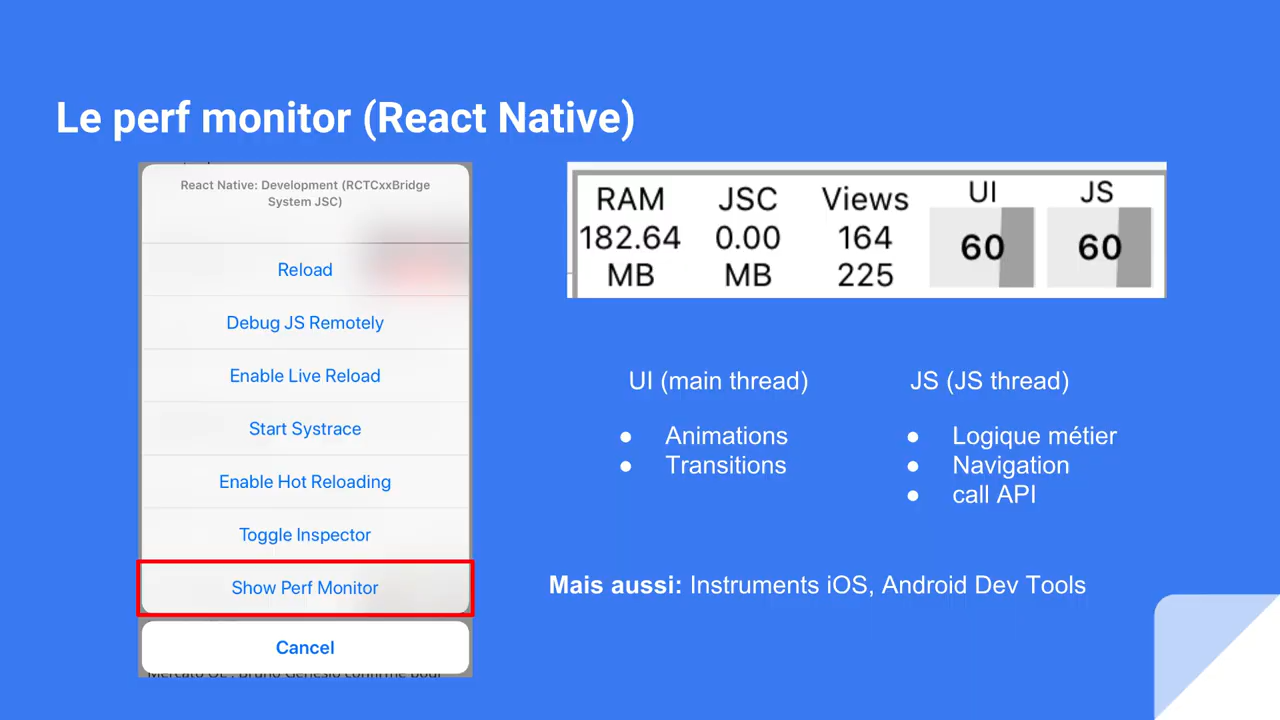 Le perf monitor (React Native)
React Native: Development (RCTCxxBridge
System JSC)
Reload
Debug JS Remotely
Enable Live Reload
Start Systrace
Enable Hot Reloading
Toggle Inspector
Show Perf Monitor
Cancel
RAM JSC Views UI JS
182.64 0.00 164 60 60
MB MB 225
UI (main thread)
● Animations
● Transitions
JS (JS thread)
● Logique métier
● Navigation
● call API
Mais aussi: Instruments iOS, Android Dev Tools